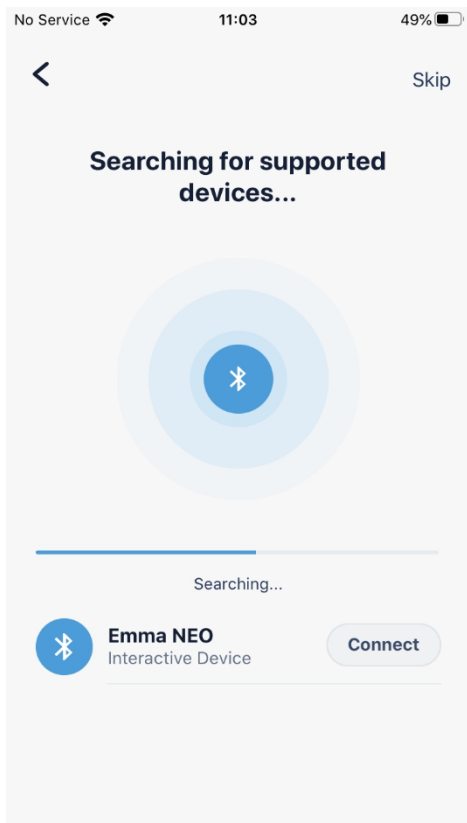 No Service 11:03 49%
Skip
Searching for supported
devices...
Searching...
Emma NEO
Interactive Device
Connect